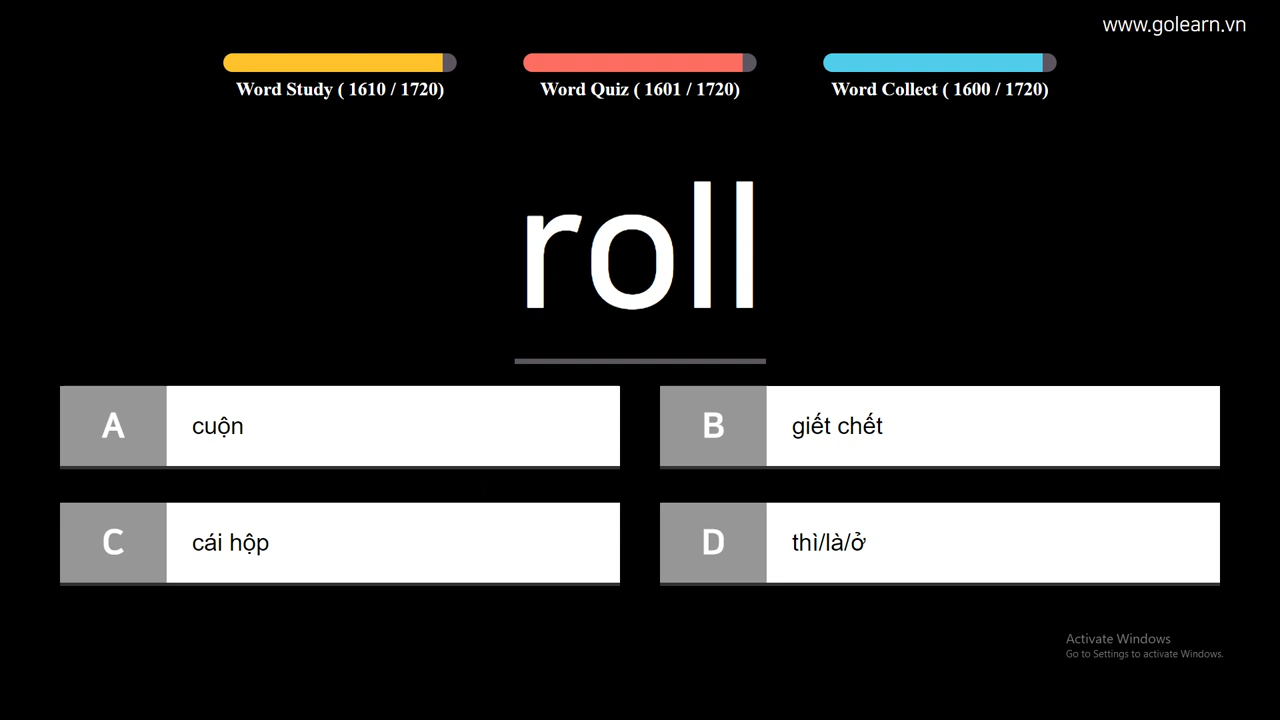 www.golearn.vn
Word Study ( 1610 / 1720)
Word Quiz ( 1601 / 1720)
Word Collect ( 1600 / 1720)
roll
A cuộn
B giết chết
C cái hộp
D thì/là/ở
Activate Windows
Go to Settings to activate Windows.